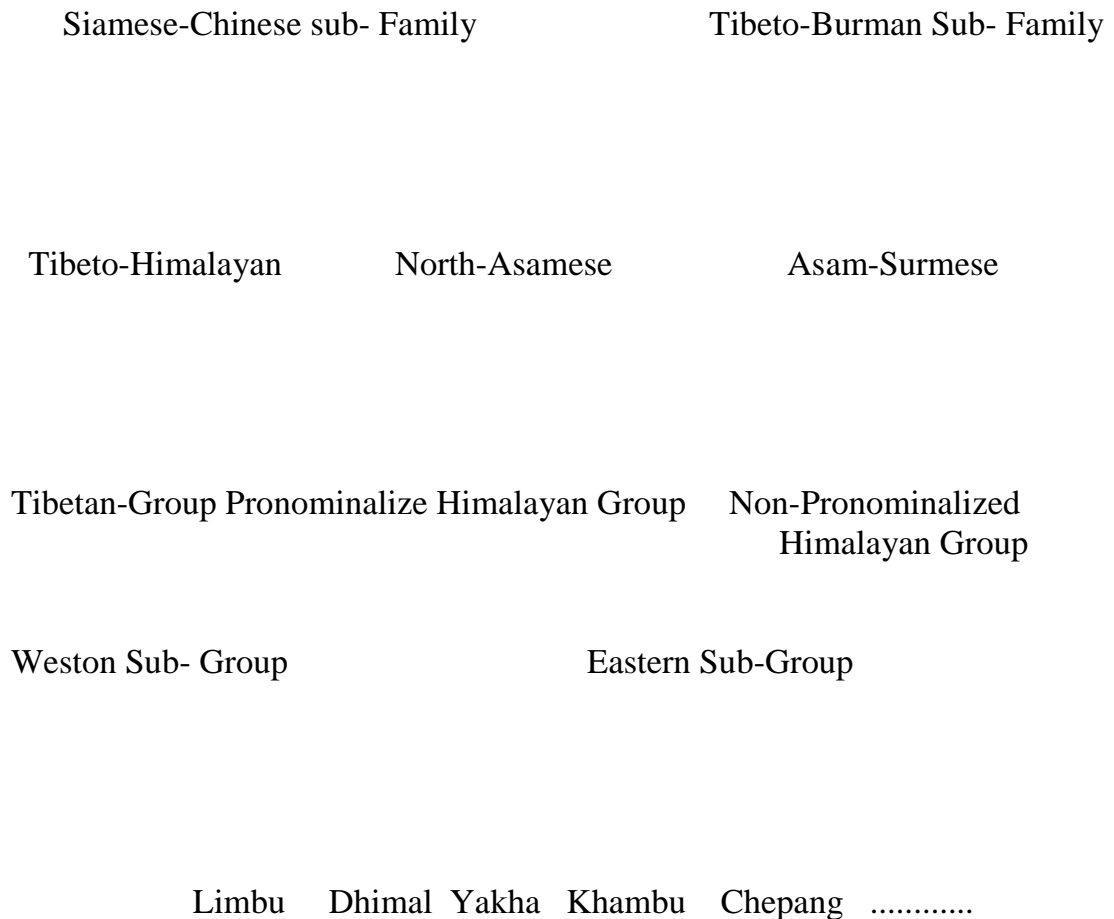 Siamese-Chinese sub- Family Tibeto-Burman Sub- Family
Tibeto-Himalayan North-Asamese Asam-Surmese
Tibetan-Group Pronominalize Himalayan Group Non-Pronominalized
Himalayan Group
Weston Sub- Group Eastern Sub-Group
Limbu Dhimal Yakha Khambu Chepang ............